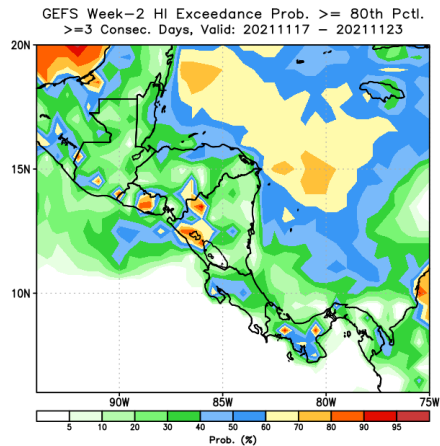 GEFS Week-2 HI Exceedance Prob. >= 80th Pctl.
>=3 Consec. Days, Valid: 20211117 - 20211123
20N
15N
10N
90W 85W 80W 75W
5 10 20 30 40 50 60 70 80 90 95
Prob. (%)